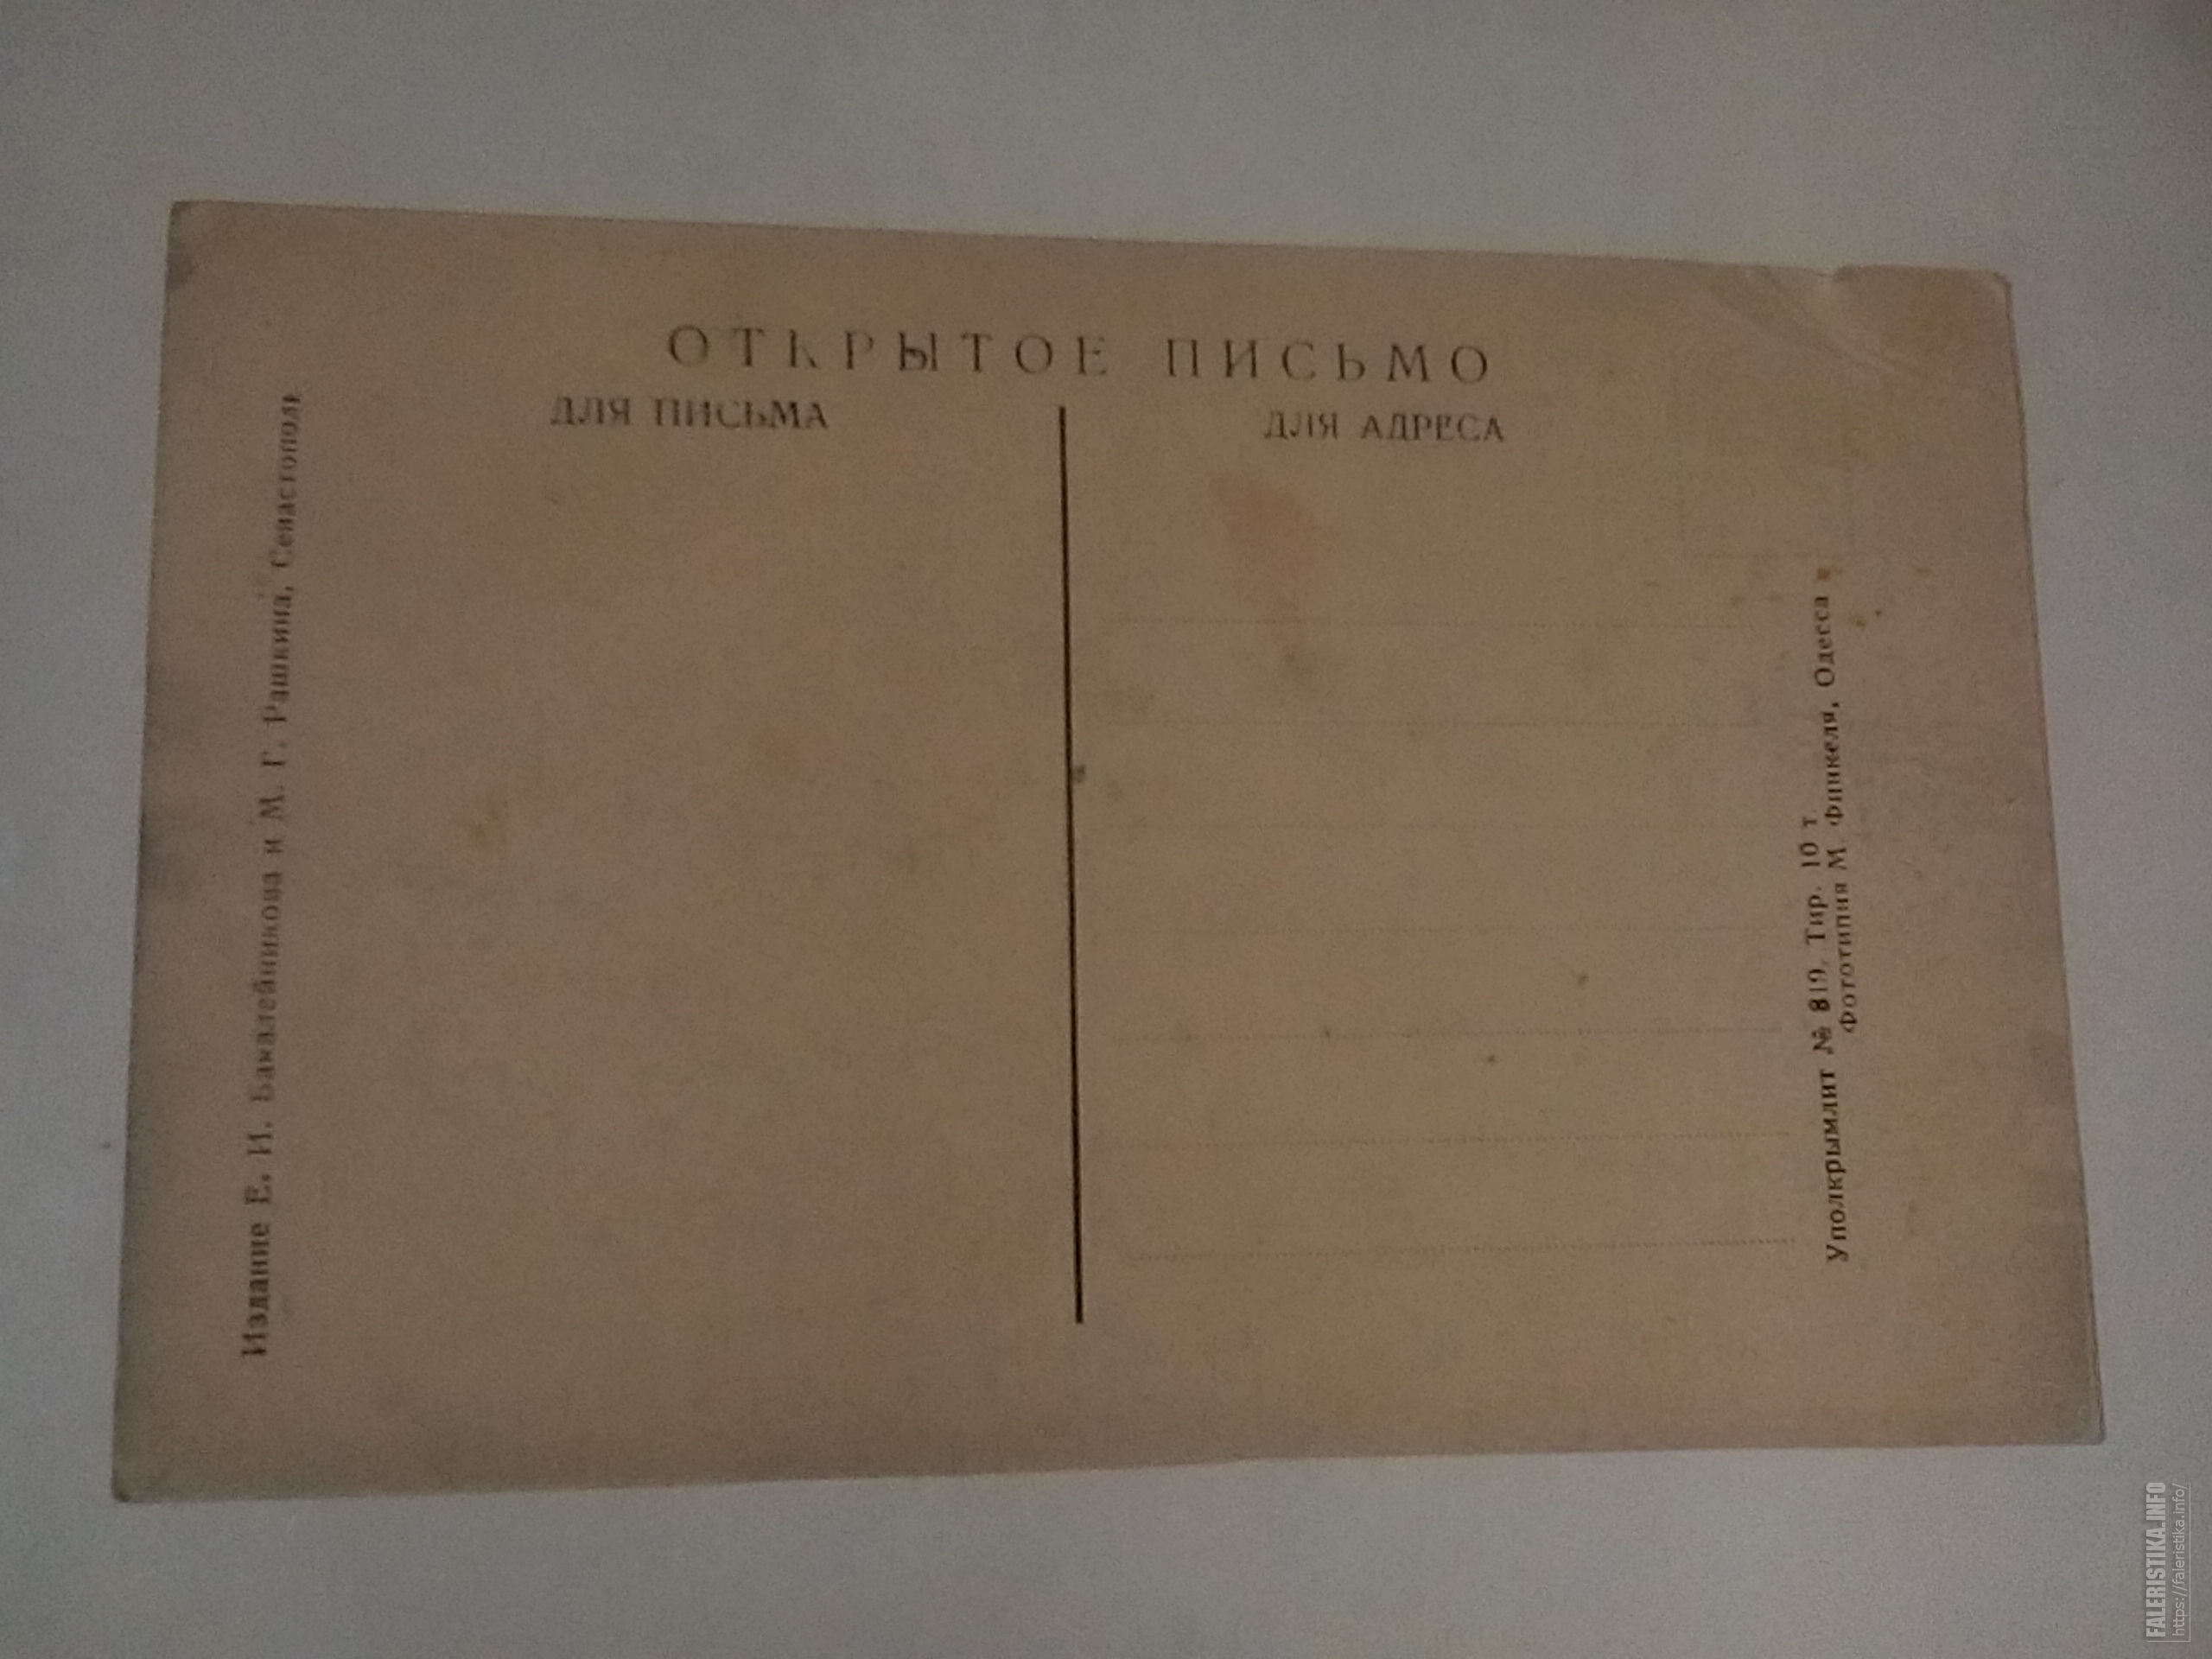 ОТКРЫТОЕ ПИСЬМО
ДЛЯ ПИСЬМА
ДЛЯ АДРЕСА
Издание Е. И. Бакалейникова и М. Г. Рашкина, Севастополь
Уполкрымлит № 819. Тир. 10 т
Фототипия М Финкеля, Одесса
FALERISTIKA.INFO
https://faleristika.info/